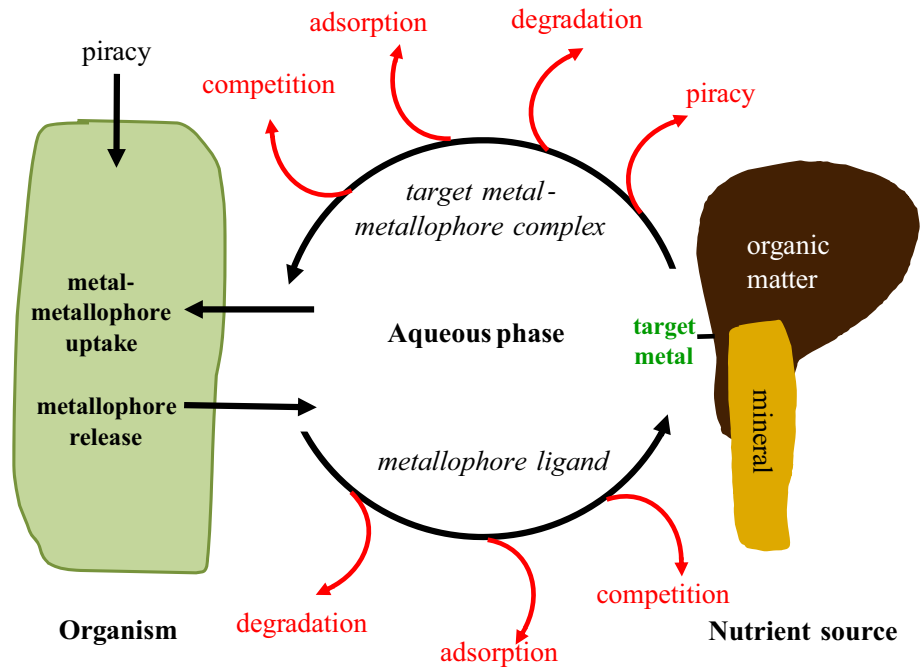 degradation
adsorption
piracy
competition
piracy
target metal-
metallophore complex
organic
matter
metal-
metallophore
uptake
Aqueous phase
target
metal
mineral
metallophore
release
metallophore ligand
competition
degradation
adsorption
Organism
Nutrient source